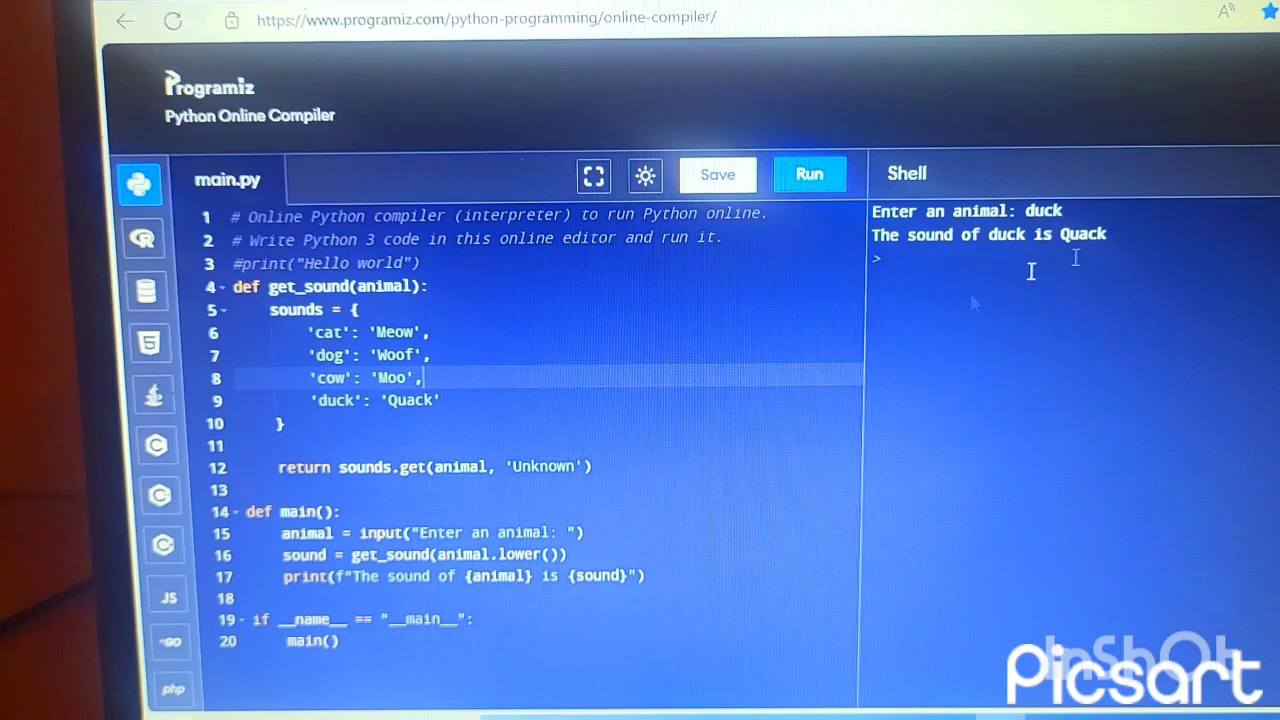 https://www.programiz.com/python-programming/online-compiler/
Programiz
Python Online Compiler
main.py
Save
Run
Shell
1 # Online Python compiler (interpreter) to run Python online.
2 # Write Python 3 code in this online editor and run it.
3 #print("Hello world")
4 def get_sound(animal):
5 sounds = {
6 'cat': 'Meow',
7 'dog': 'Woof',
8 'cow': 'Moo',
9 'duck': 'Quack'
10 }
11
12 return sounds.get(animal, 'Unknown')
13
14 def main():
15 animal = input("Enter an animal: ")
16 sound = get_sound(animal.lower())
17 print(f"The sound of {animal} is {sound}")
18
19 if __name__ == "__main__":
20 main()
Enter an animal: duck
The sound of duck is Quack
>
JS
GO
php
InShOt
Picsart